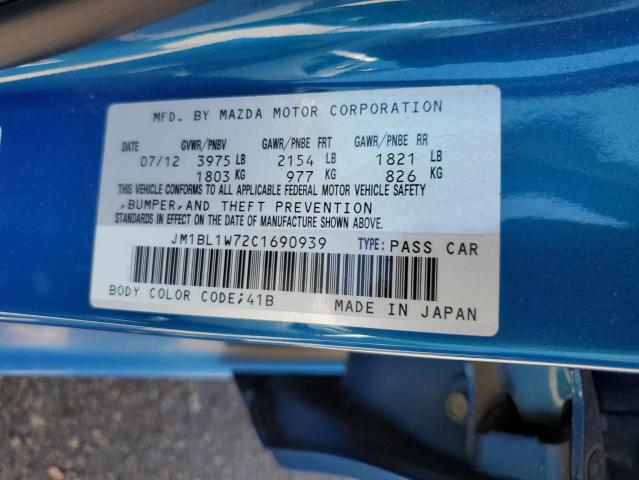 MFD. BY MAZDA MOTOR CORPORATION
DATE GVWR/PNBV GAWR/PNBE FRT GAWR/PNBE RR
07/12 3975 LB 2154 LB 1821 LB
1803 KG 977 KG 826 KG
THIS VEHICLE CONFORMS TO ALL APPLICABLE FEDERAL MOTOR VEHICLE SAFETY
,BUMPER,AND THEFT PREVENTION
STANDARDS IN EFFECT ON THE DATE OF MANUFACTURE SHOWN ABOVE.
JM1BL1W72C1690939 TYPE: PASS CAR
BODY COLOR CODE;41B MADE IN JAPAN